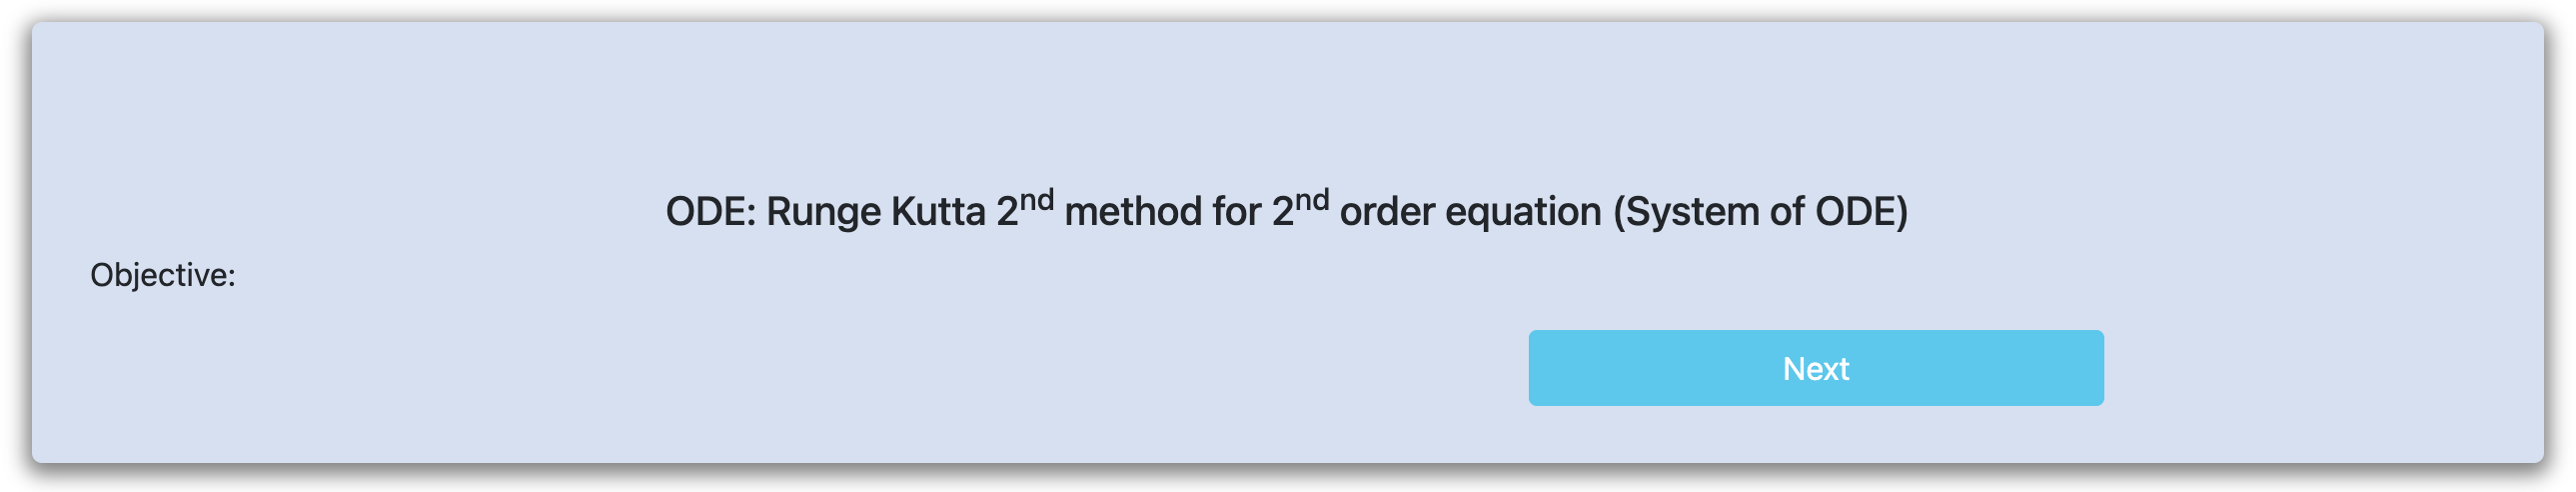 ODE: Runge Kutta 2nd method for 2nd order equation (System of ODE)
Objective:
Next